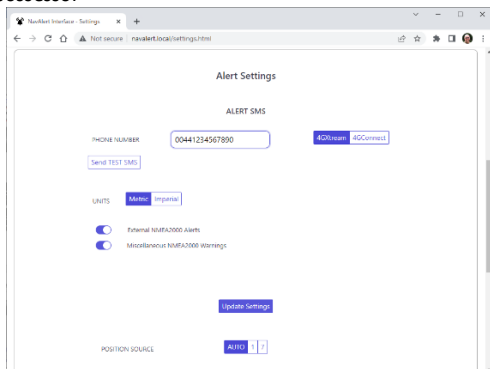 NavAlert Interface - Settings
Not secure navalert.local/settings.html
Alert Settings
ALERT SMS
PHONE NUMBER 00441234567890 4GXtream 4GConnect
Send TEST SMS
UNITS Metric Imperial
External NMEA2000 Alerts
Miscellaneous NMEA2000 Warnings
Update Settings
POSITION SOURCE AUTO 1